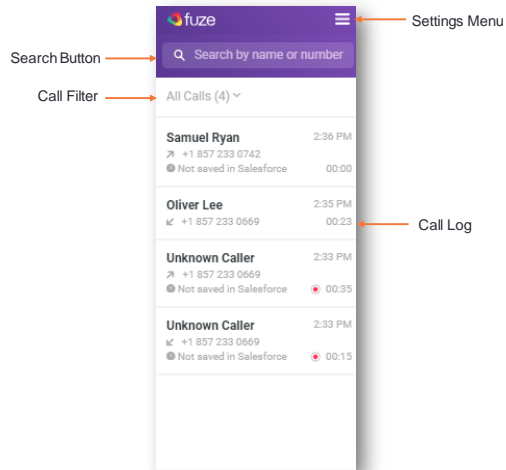 fuze
Settings Menu
Search Button
Search by name or number
Call Filter
All Calls (4)
Samuel Ryan 2:36 PM
+1 857 233 0742
Not saved in Salesforce 00:00
Oliver Lee 2:35 PM
+1 857 233 0669 00:23
Call Log
Unknown Caller 2:33 PM
+1 857 233 0669
Not saved in Salesforce 00:35
Unknown Caller 2:33 PM
+1 857 233 0669
Not saved in Salesforce 00:15